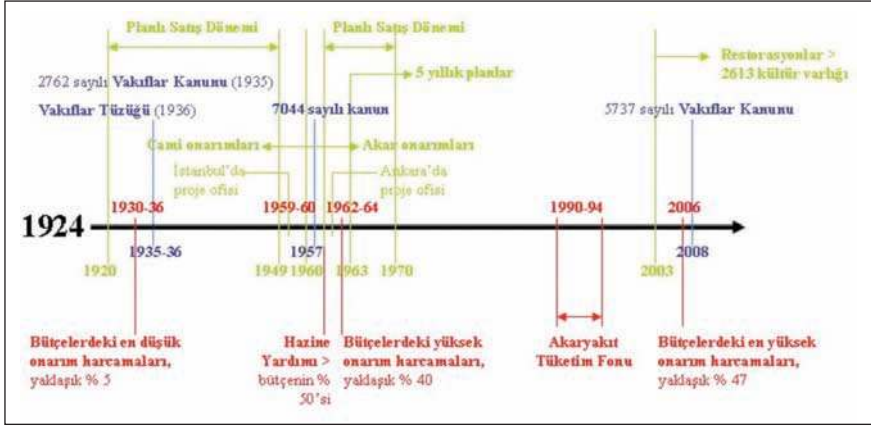 Planlı Satış Dönemi
Planlı Satış Dönemi
Restorasyonlar >
2613 kültür varlığı
5 yıllık planlar
2762 sayılı Vakıflar Kanunu (1935)
Vakıflar Tüzüğü (1936)
7044 sayılı kanun
5737 sayılı Vakıflar Kanunu
Cami onarımları
Akar onarımları
İstanbul'da
proje ofisi
Ankara'da
proje ofisi
1930-36
1959-60
1962-64
1990-94
2006
1924
1935-36
1957
2008
1920
1949
1960
1963
1970
2003
Bütçelerdeki en düşük
onarım harcamaları,
yaklaşık % 5
Hazine
Yardımı >
bütçenin %
50'si
Bütçelerdeki yüksek
onarım harcamaları,
yaklaşık % 40
Akaryakıt
Tüketim Fonu
Bütçelerdeki en yüksek
onarım harcamaları,
yaklaşık % 47